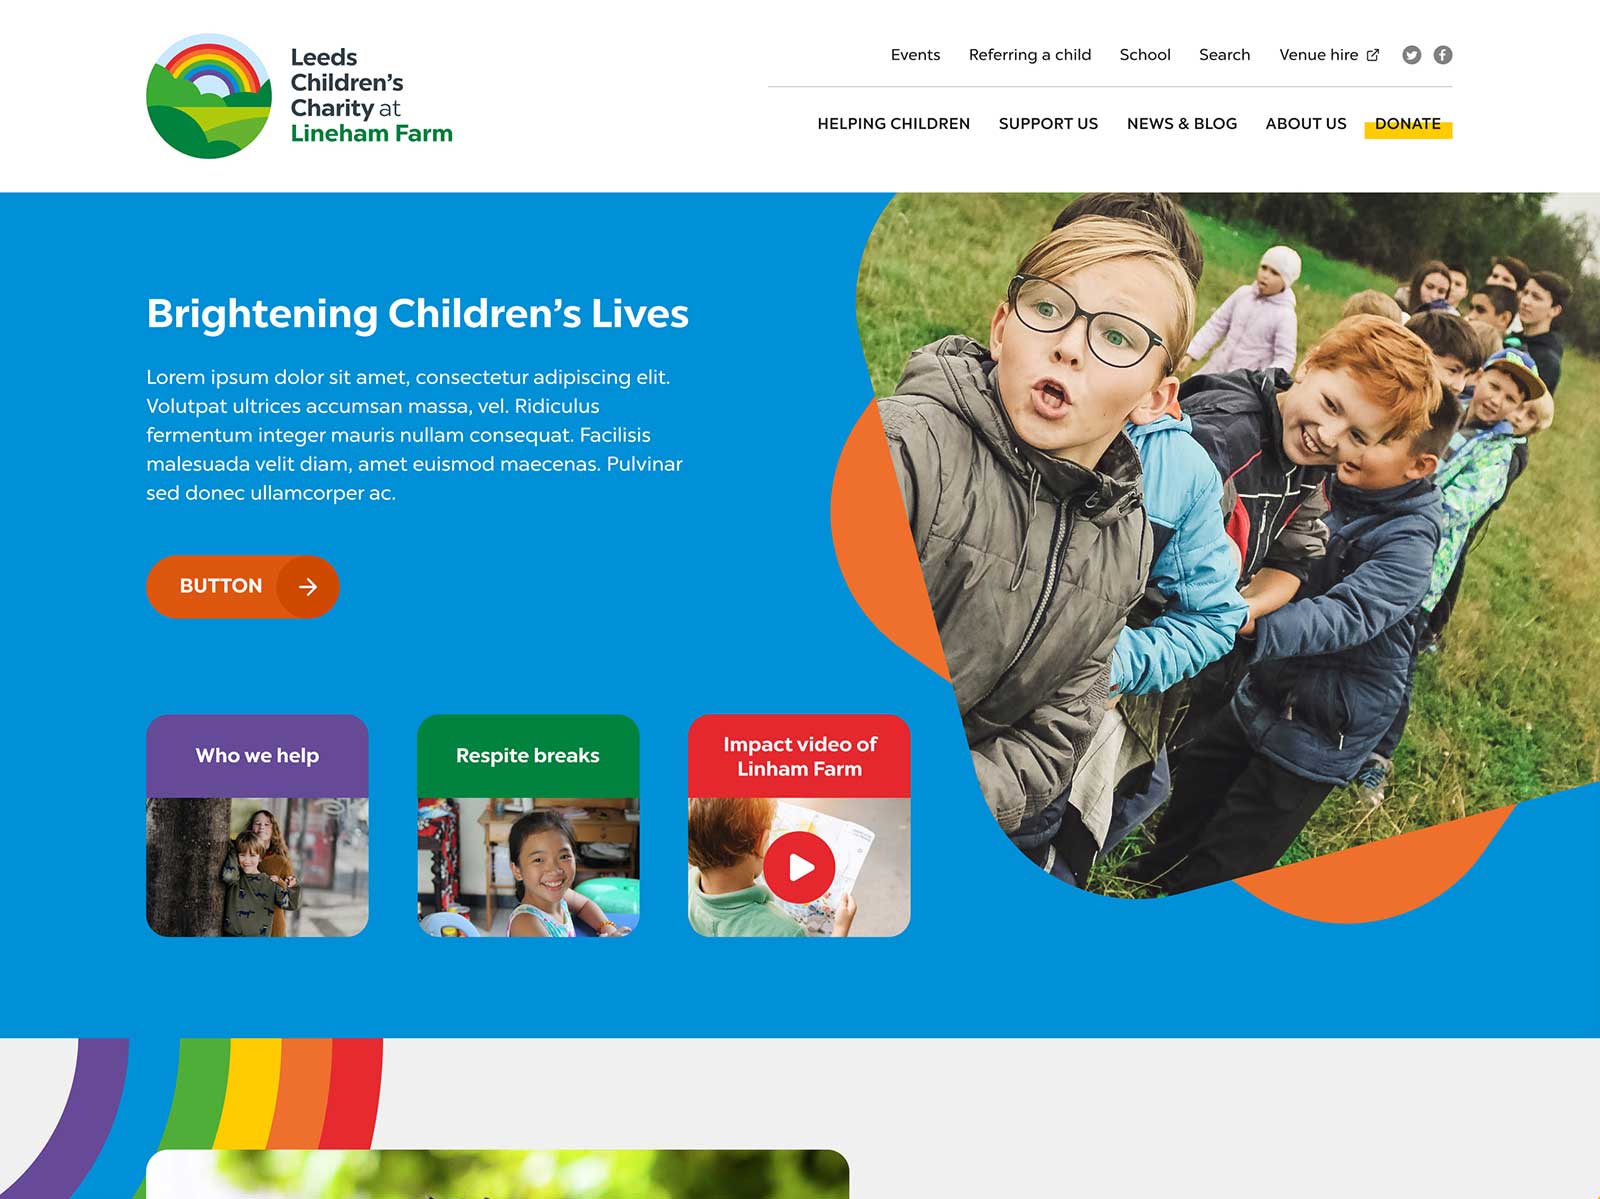 Leeds
Children's
Charity at
Lineham Farm
Events Referring a child School Search Venue hire
HELPING CHILDREN SUPPORT US NEWS & BLOG ABOUT US DONATE
Brightening Children's Lives
Lorem ipsum dolor sit amet, consectetur adipiscing elit.
Volutpat ultrices accumsan massa, vel. Ridiculus
fermentum integer mauris nullam consequat. Facilisis
malesuada velit diam, amet euismod maecenas. Pulvinar
sed donec ullamcorper ac.
BUTTON
Who we help
Respite breaks
Impact video of
Linham Farm